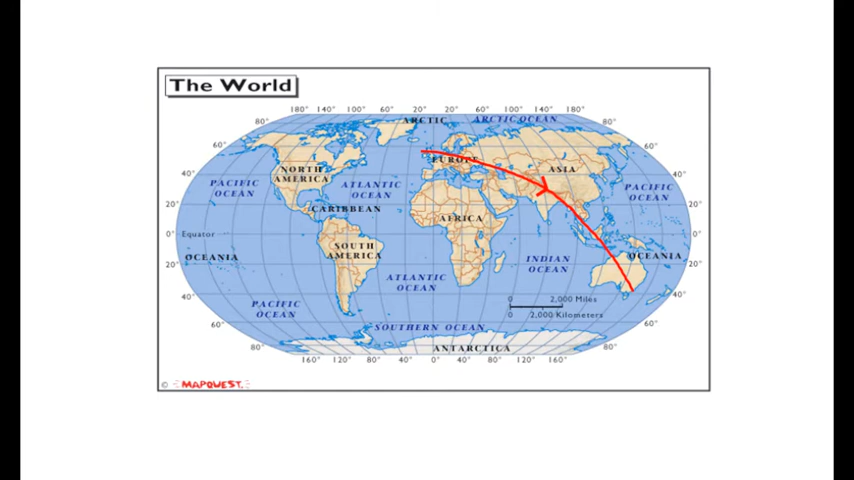 The World
180° 140° 100° 60° 20° 20° 60° 100° 140° 180°
ARCTIC
ARCTIC OCEAN
80° 80°
60° 60°
EUROPE
NORTH
AMERICA
ASIA
40° 40°
PACIFIC
OCEAN
ATLANTIC
OCEAN
PACIFIC
OCEAN
20° 20°
CARIBBEAN
AFRICA
0° Equator 0°
SOUTH
AMERICA
OCEANIA
OCEANIA
INDIAN
OCEAN
20° 20°
ATLANTIC
OCEAN
40° 40°
PACIFIC
OCEAN
0 2,000 Miles
0 2,000 Kilometers
60° 60°
SOUTHERN OCEAN
80° 80°
ANTARCTICA
160° 120° 80° 40° 0° 40° 80° 120° 160°
© MAPQUEST.